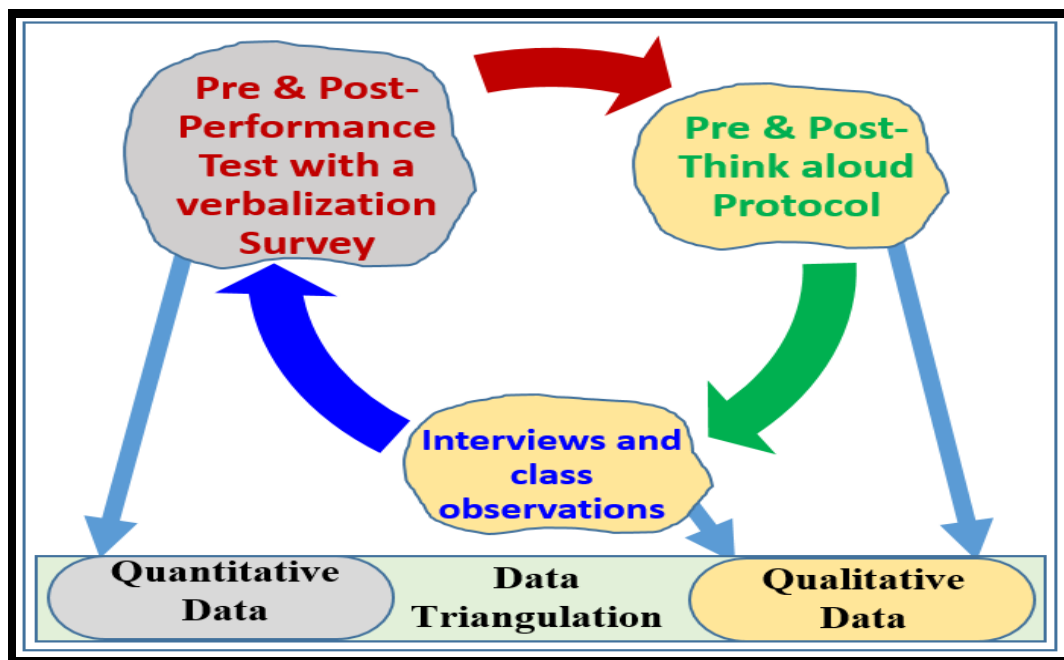 Pre & Post-
Performance
Test with a
verbalization
Survey
Pre & Post-
Think aloud
Protocol
Interviews and
class
observations
Quantitative
Data
Data
Triangulation
Qualitative
Data